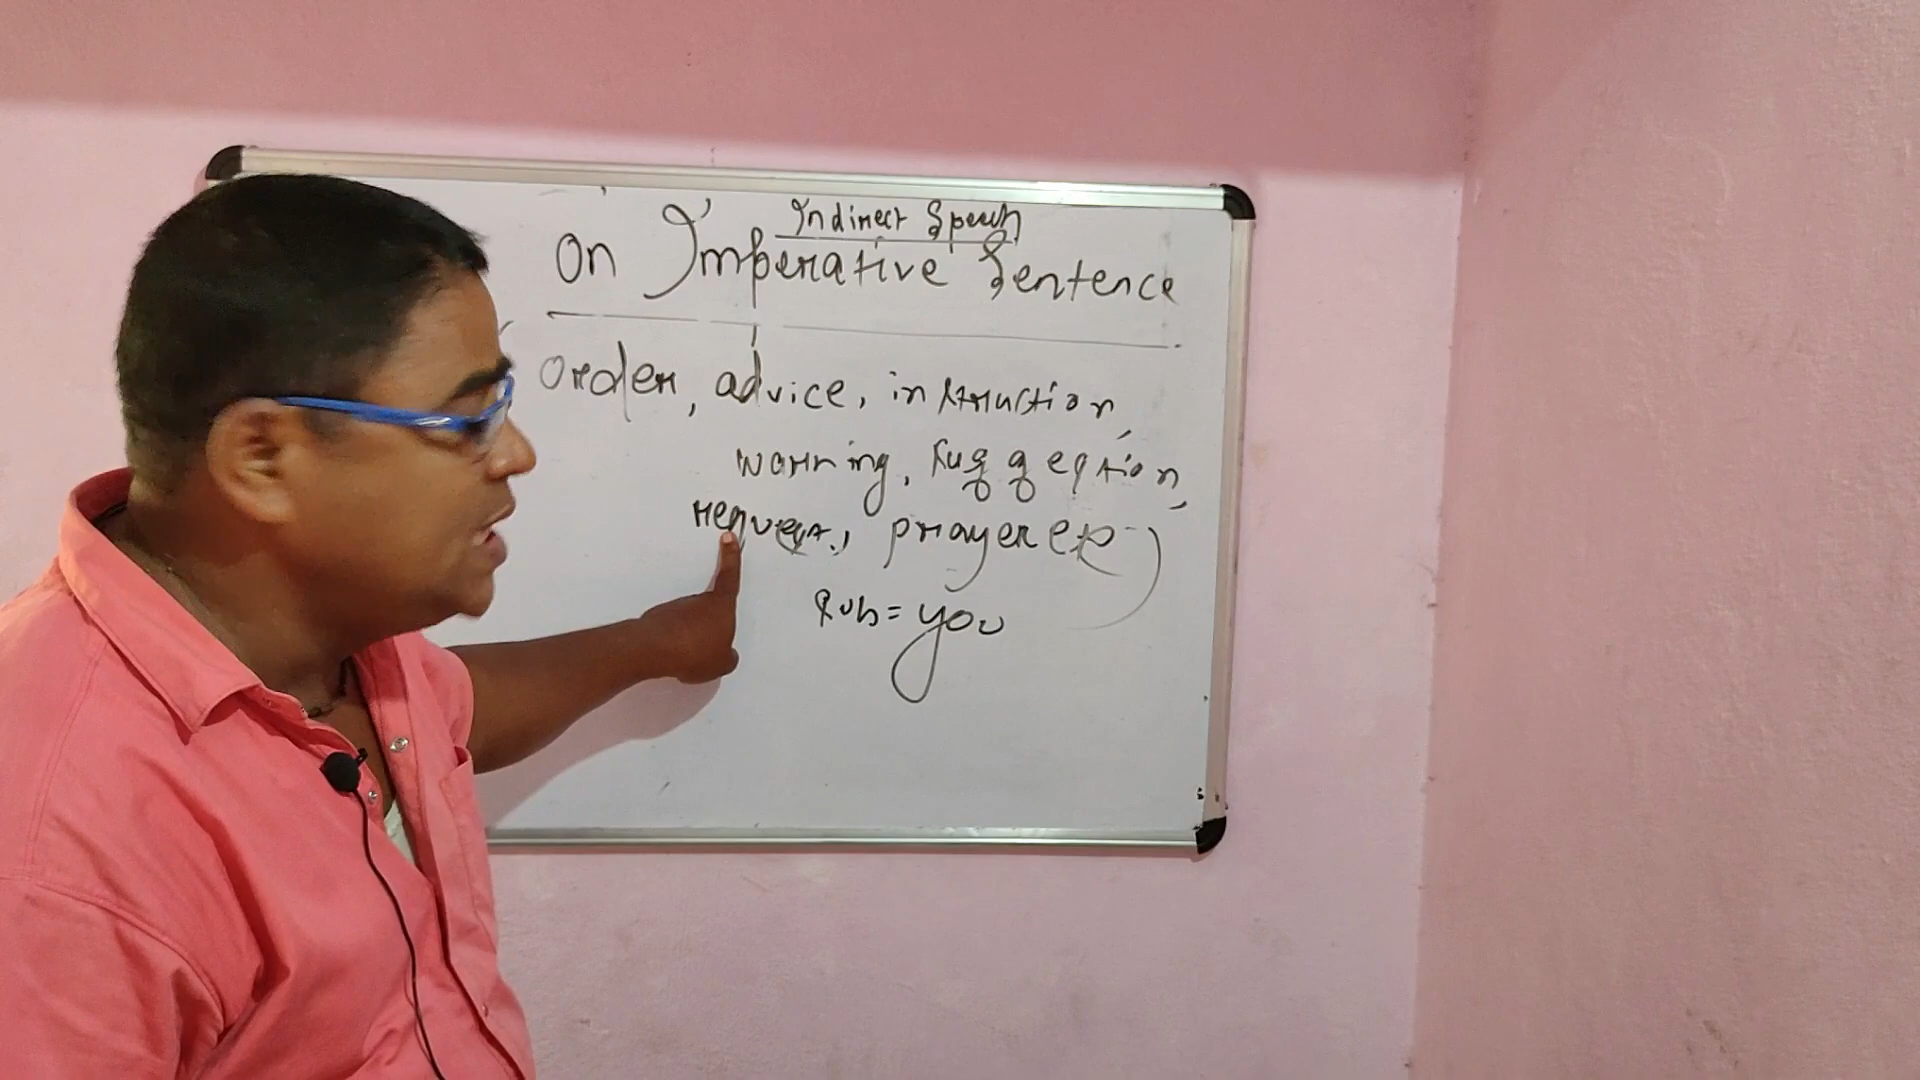 Indirect Speech
on Imperative Sentence
order, advice, instruction,
warning, suggestion,
request, prayer etc)
Sub = you